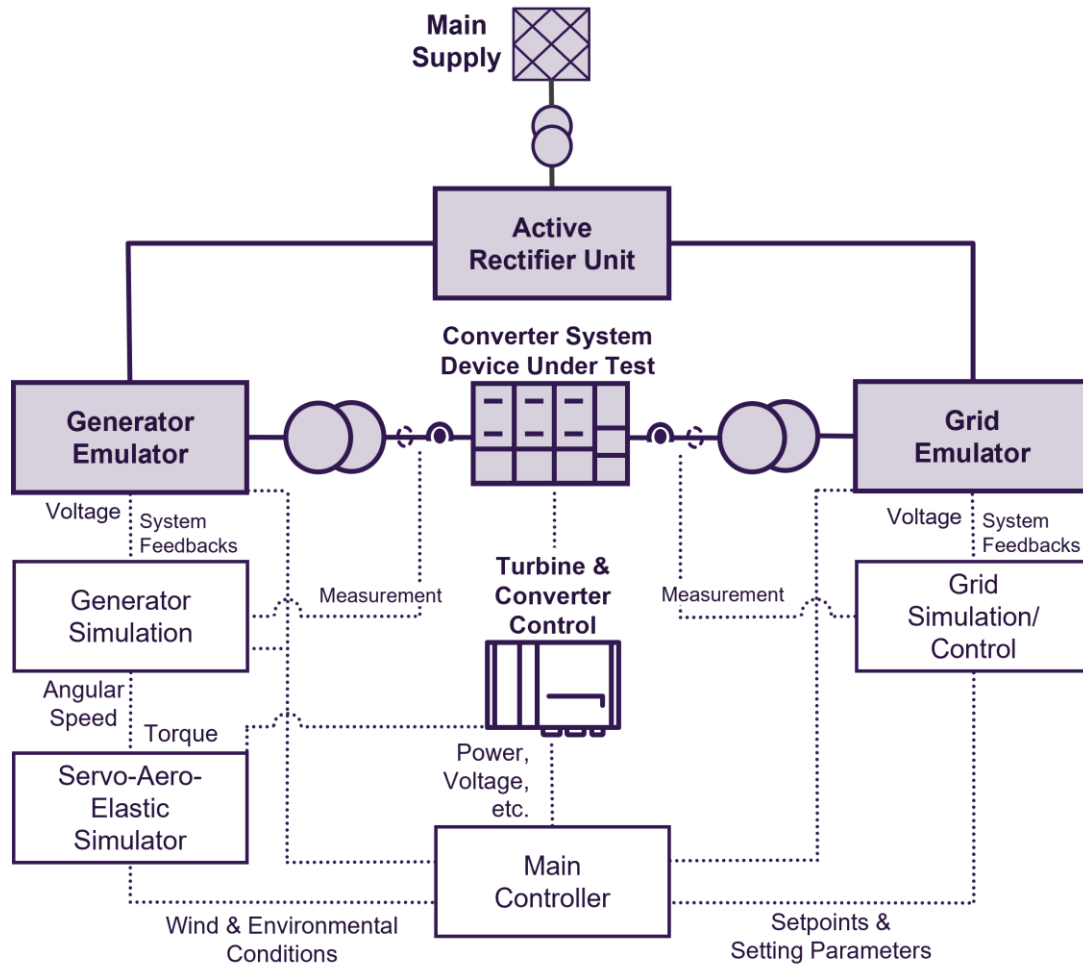 Main
Supply
Active
Rectifier Unit
Converter System
Device Under Test
Generator
Emulator
Grid
Emulator
Voltage
System
Feedbacks
Voltage
System
Feedbacks
Generator
Simulation
Measurement
Turbine &
Converter
Control
Measurement
Grid
Simulation/
Control
Angular
Speed
Torque
Servo-Aero-
Elastic
Simulator
Power,
Voltage,
etc.
Main
Controller
Wind & Environmental
Conditions
Setpoints &
Setting Parameters